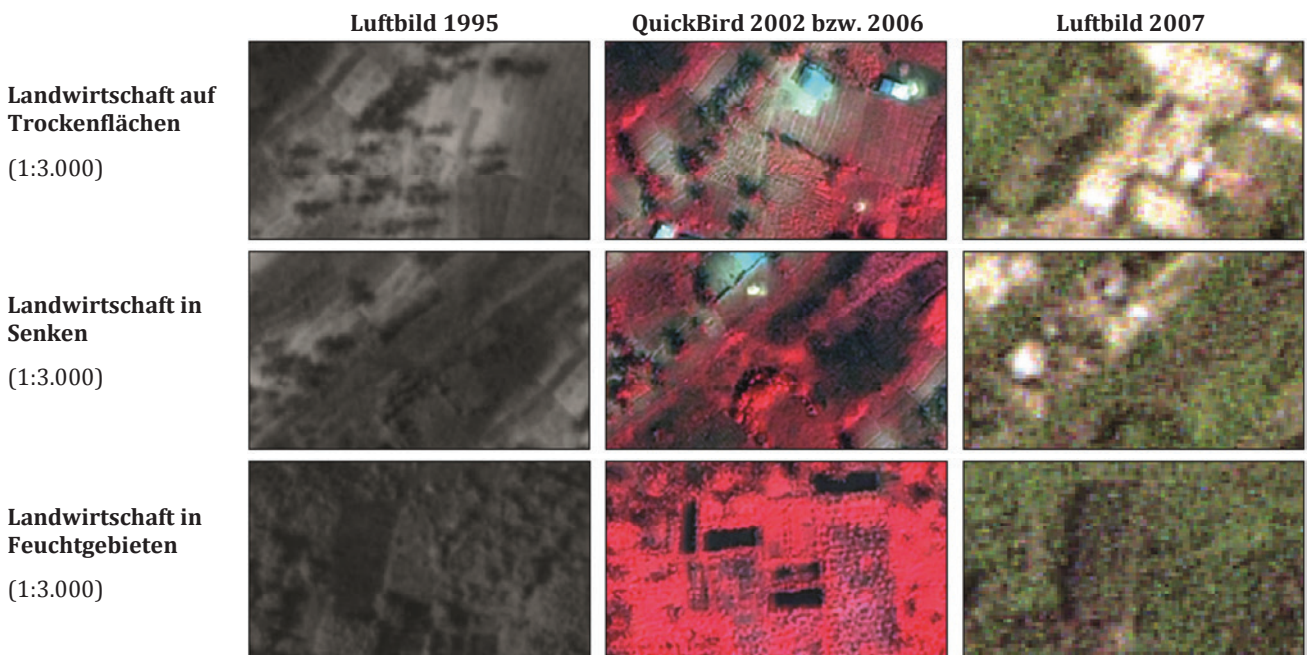 Luftbild 1995
QuickBird 2002 bzw. 2006
Luftbild 2007
Landwirtschaft auf
Trockenflächen
(1:3.000)
Landwirtschaft in
Senken
(1:3.000)
Landwirtschaft in
Feuchtgebieten
(1:3.000)